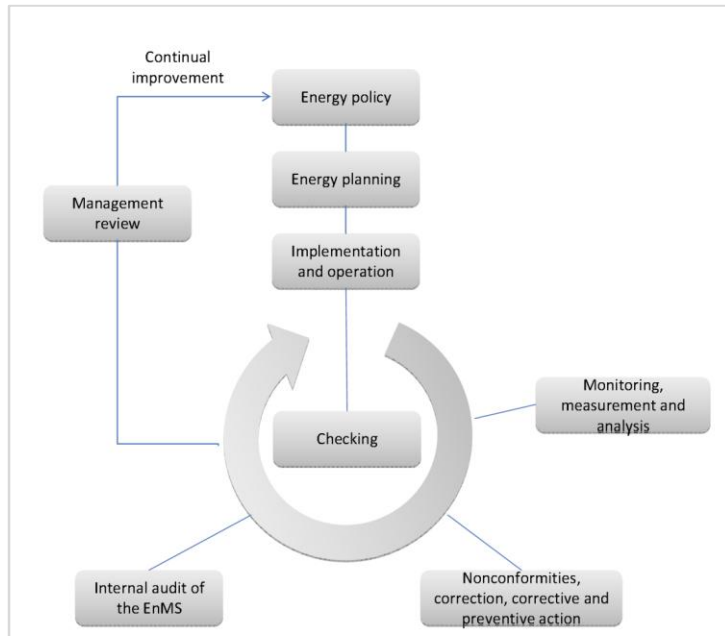 Continual
improvement
Energy policy
Energy planning
Management
review
Implementation
and operation
Monitoring,
measurement and
analysis
Checking
Internal audit of
the EnMS
Nonconformities,
correction, corrective and
preventive action